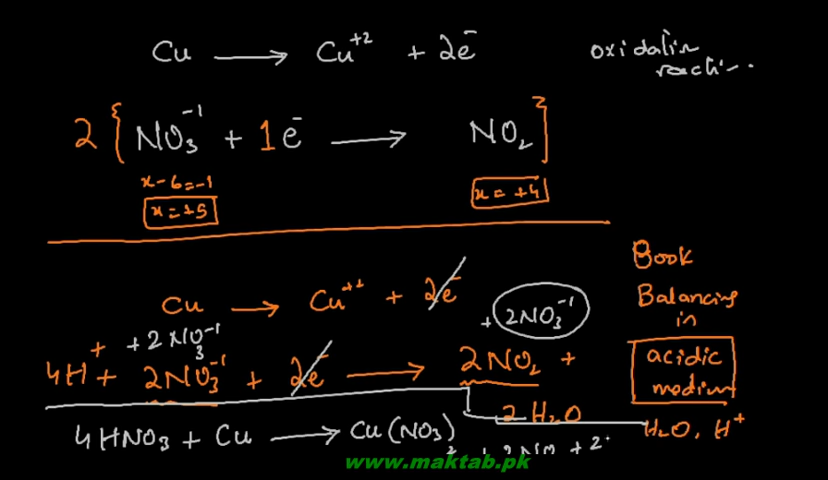 Cu ⟶ Cu⁺² + 2e⁻
oxidation
2 { NO₃⁻¹ + 1e⁻ ⟶ NO₂ }
x-6=-1
x=+5
x=+4
Cu ⟶ Cu⁺² + 2e⁻
+ 2NO₃⁻¹
+ 2NO₃⁻¹
4H⁺ + 2NO₃⁻¹ + 2e⁻ ⟶ 2NO₂ +
2H₂O
4HNO₃ + Cu ⟶ Cu(NO₃)₂ + 2NO
Book
Balancing
in
acidic
medium
H₂O, H⁺
www.maktab.pk